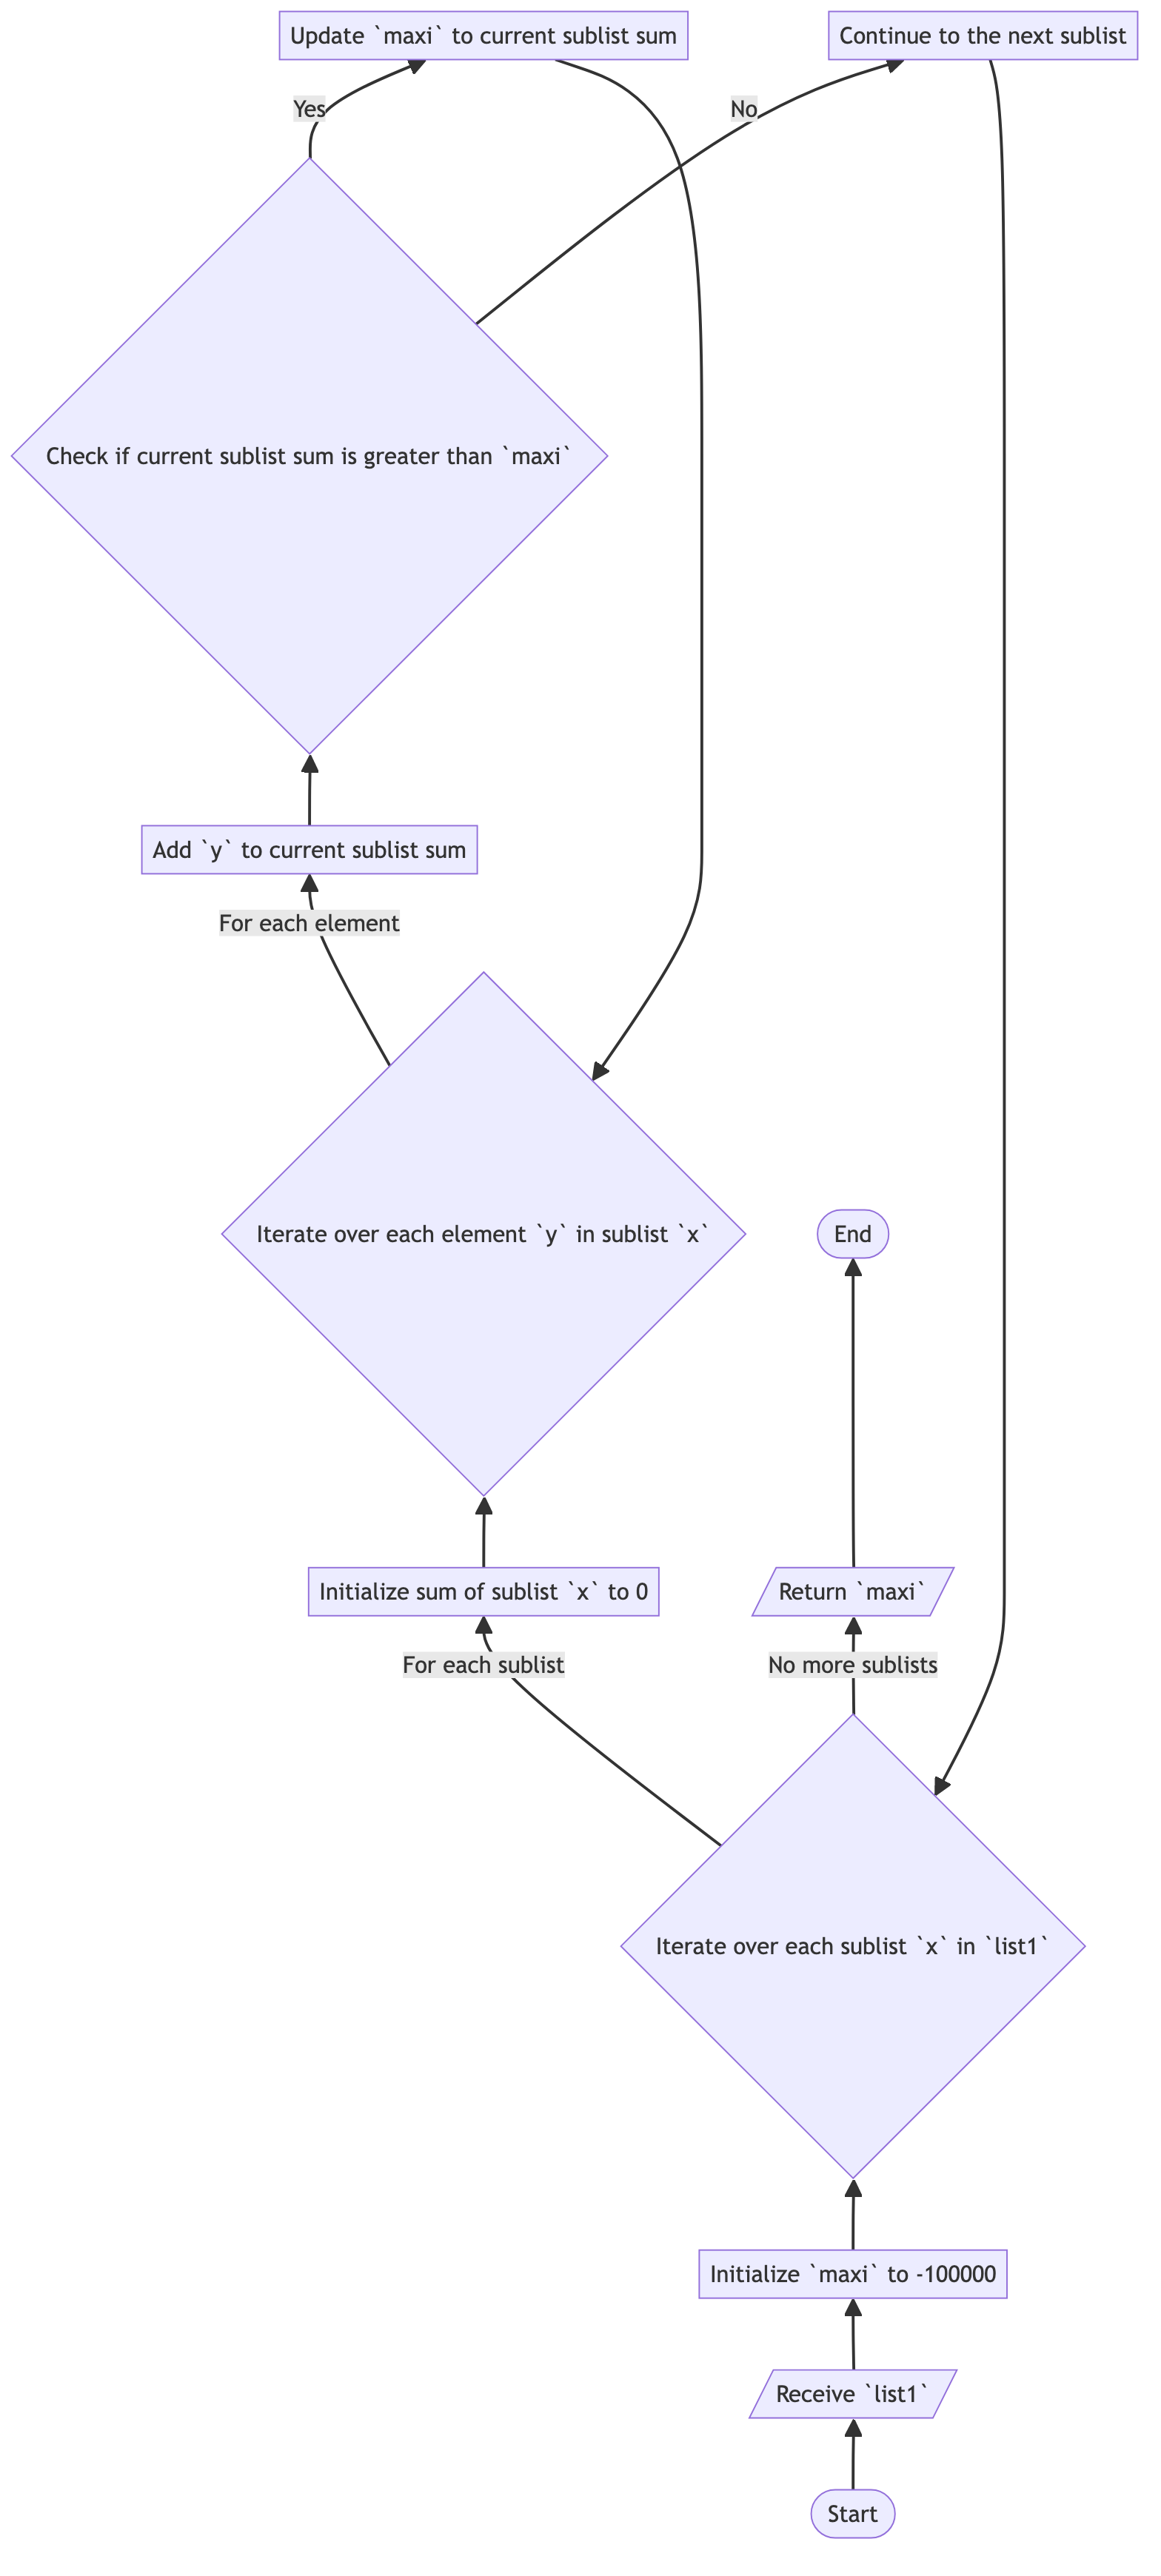 Update `maxi` to current sublist sum
Continue to the next sublist
Yes
No
Check if current sublist sum is greater than `maxi`
Add `y` to current sublist sum
For each element
Iterate over each element `y` in sublist `x`
End
Initialize sum of sublist `x` to 0
Return `maxi`
For each sublist
No more sublists
Iterate over each sublist `x` in `list1`
Initialize `maxi` to -100000
Receive `list1`
Start